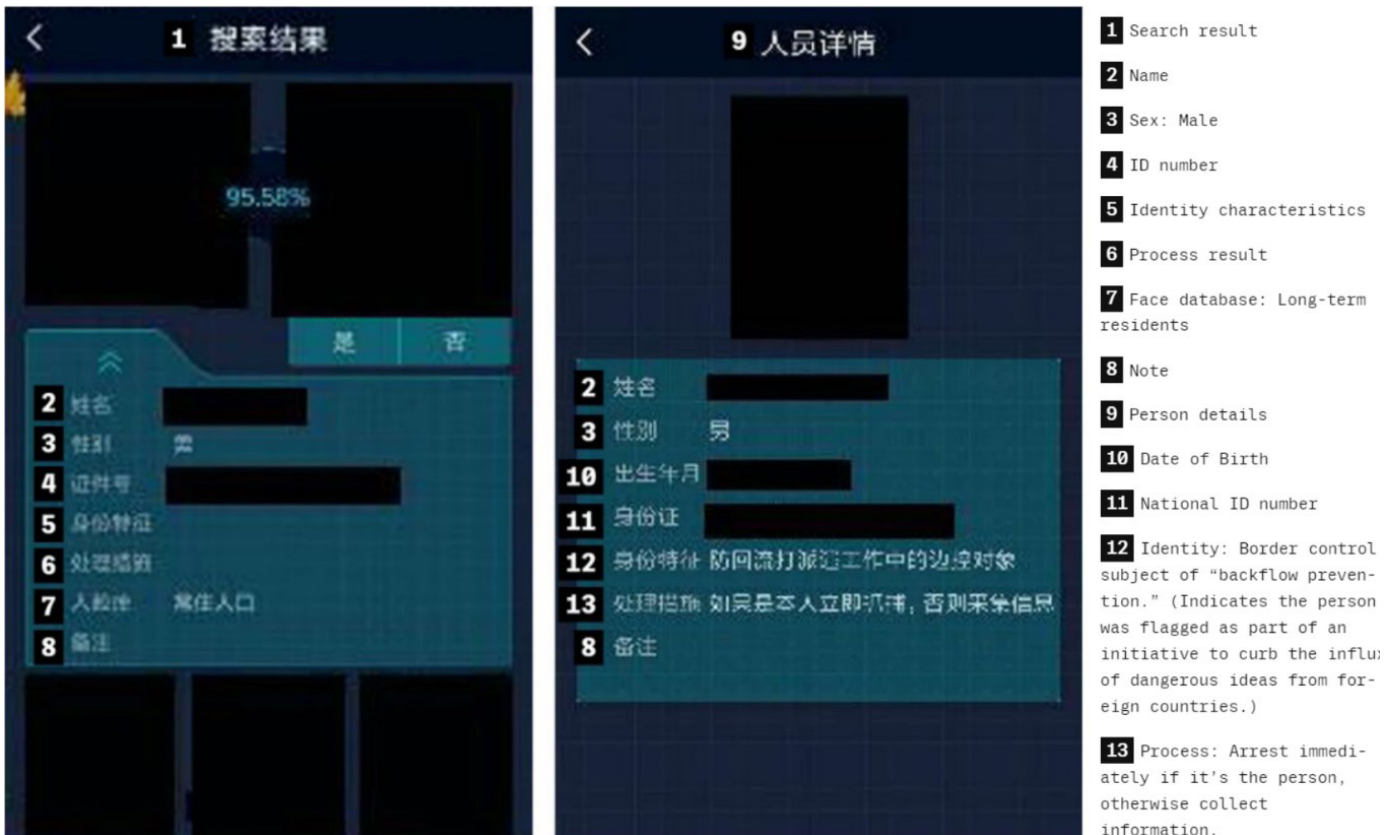 1 搜索结果
95.58%
是 否
2 姓名
3 性别 男
4 证件号
5 身份特征
6 处理措施
7 人脸库 常住人口
8 备注
9 人员详情
2 姓名
3 性别 男
10 出生年月
11 身份证
12 身份特征 防回流打派遣工作中的边控对象
13 处理措施 如果是本人立即抓捕，否则采集信息
8 备注
1 Search result
2 Name
3 Sex: Male
4 ID number
5 Identity characteristics
6 Process result
7 Face database: Long-term
residents
8 Note
9 Person details
10 Date of Birth
11 National ID number
12 Identity: Border control
subject of “backflow preven-
tion.” (Indicates the person
was flagged as part of an
initiative to curb the influx
of dangerous ideas from for-
eign countries.)
13 Process: Arrest immedi-
ately if it’s the person,
otherwise collect
information.